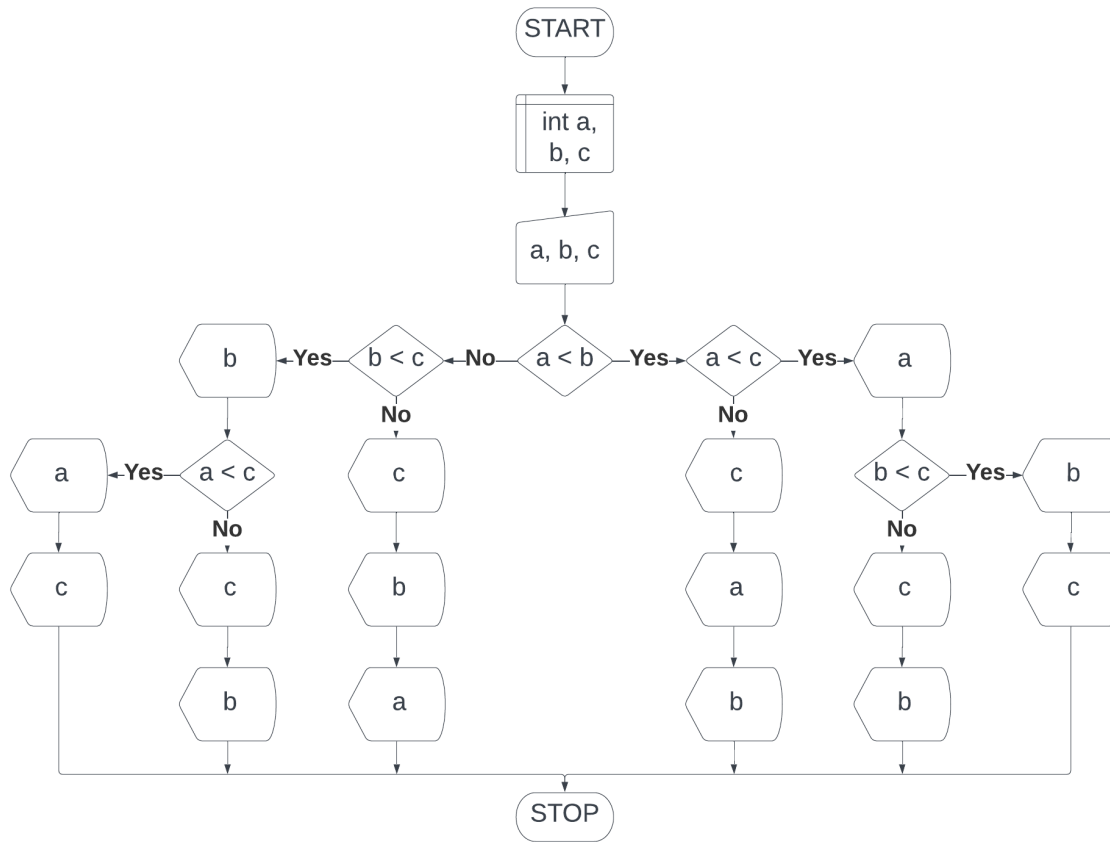 START
int a,
b, c
a, b, c
b
Yes
b < c
No
a < b
Yes
a < c
Yes
a
No
No
a
Yes
a < c
c
c
b < c
Yes
b
No
No
c
c
b
a
c
c
b
a
b
b
STOP